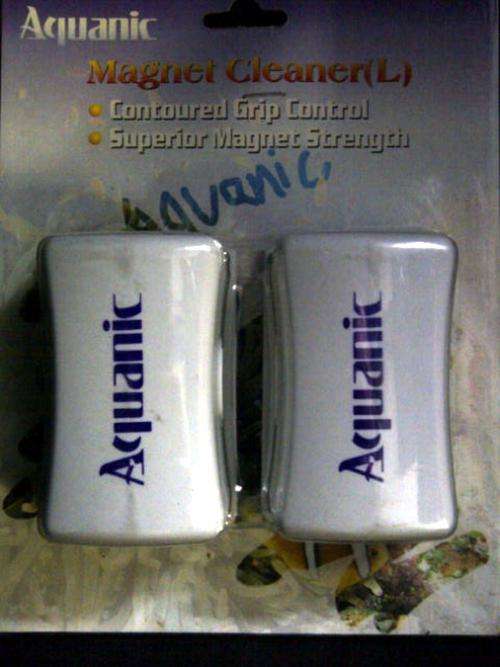 Aquanic
Magnet Cleaner(L)
Contoured Grip Control
Superior Magnet Strength
Aquanic,
Aquanic
Aquanic